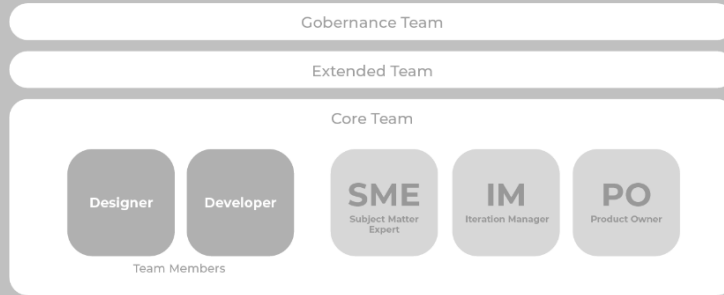 Gobernance Team
Extended Team
Core Team
Designer
Developer
SME
Subject Matter
Expert
IM
Iteration Manager
PO
Product Owner
Team Members